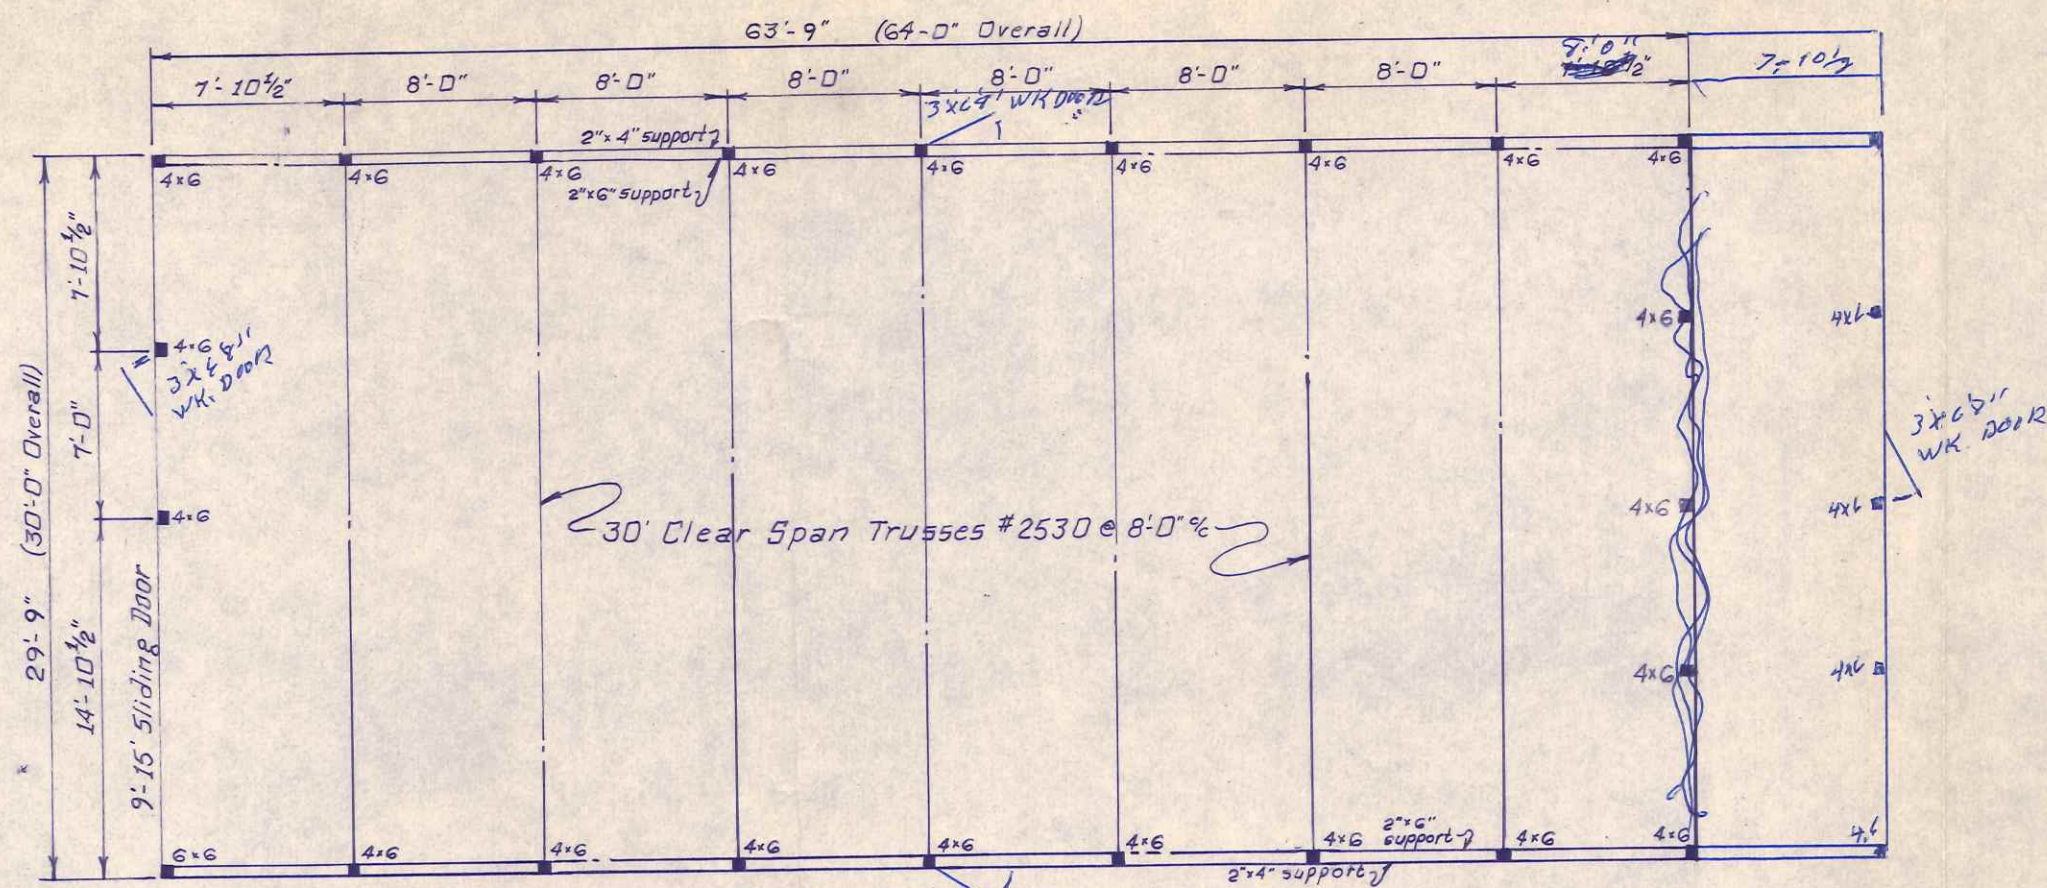 63'-9" (64'-0" Overall)
7'-10½" 8'-0" 8'-0" 8'-0" 8'-0" 8'-0" 8'-0" 8'-0" 7'-10½
3'X6'8" WK DOOR
2"x4" support
4x6 4x6 4x6 4x6 4x6 4x6 4x6 4x6 4x6
2"x6" support
7'-10½"
4x6 4x6 4x6
3'X6'8"
WK. DOOR
29'-9" (30'-0" Overall)
7'-0"
3'X6'8"
WK. DOOR
4x6 4x6 4x6
30' Clear Span Trusses #2530 @ 8'-0" c/c
14'-10½"
9'-15' Sliding Door
4x6 4x6
6x6 4x6 4x6 4x6 4x6 4x6 4x6 4x6 4x6
2"x6"
support
2"x4" support